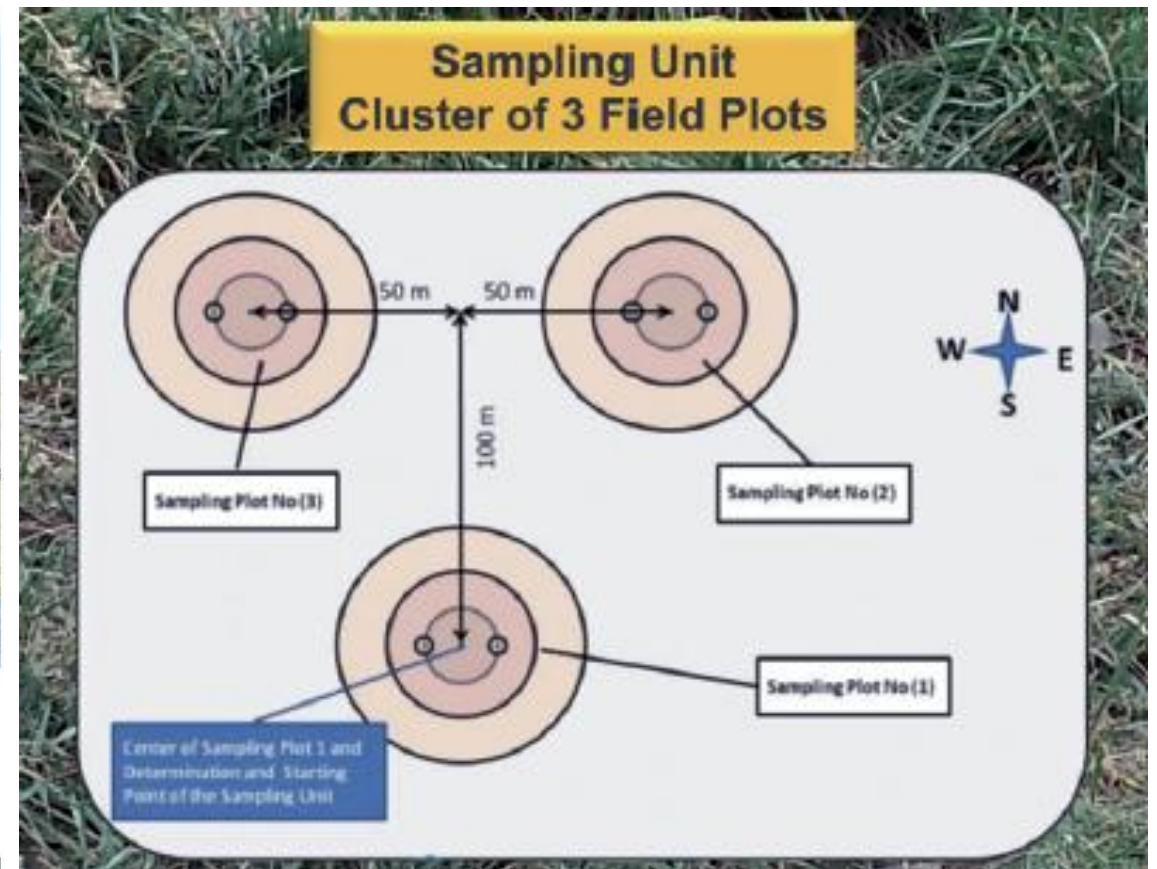 Sampling Unit
Cluster of 3 Field Plots
50 m
50 m
N
W
E
S
100 m
Sampling Plot No (3)
Sampling Plot No (2)
Sampling Plot No (1)
Center of Sampling Plot 1 and
Determination and Starting
Point of the Sampling Unit